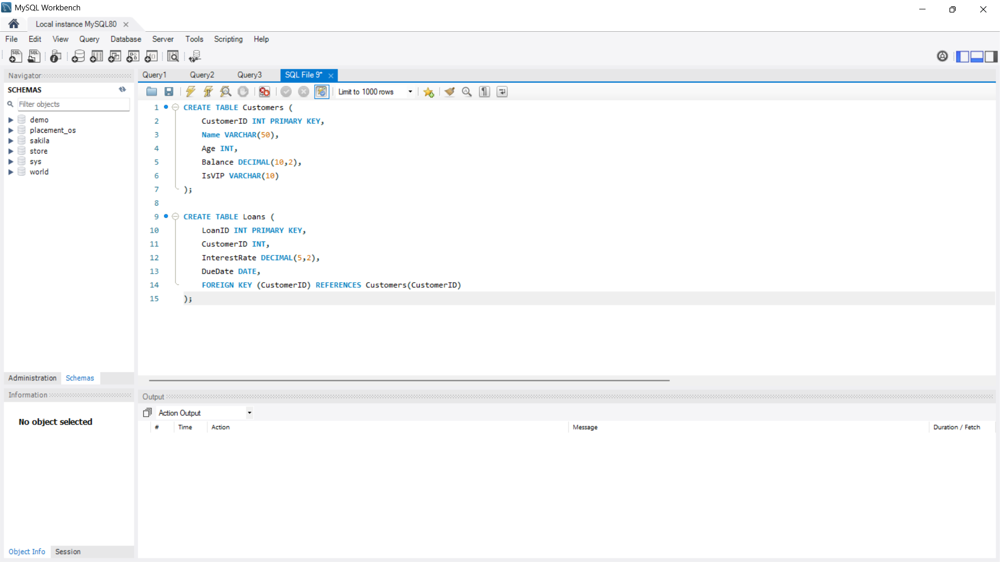 MySQL Workbench
Local instance MySQL80
File Edit View Query Database Server Tools Scripting Help
Navigator
SCHEMAS
Filter objects
demo
placement_os
sakila
store
sys
world
Administration Schemas
Information
No object selected
Object Info Session
Query1 Query2 Query3 SQL File 9*
Limit to 1000 rows
1 CREATE TABLE Customers (
2 CustomerID INT PRIMARY KEY,
3 Name VARCHAR(50),
4 Age INT,
5 Balance DECIMAL(10,2),
6 IsVIP VARCHAR(10)
7 );
8
9 CREATE TABLE Loans (
10 LoanID INT PRIMARY KEY,
11 CustomerID INT,
12 InterestRate DECIMAL(5,2),
13 DueDate DATE,
14 FOREIGN KEY (CustomerID) REFERENCES Customers(CustomerID)
15 );
Output
Action Output
# Time Action Message Duration / Fetch